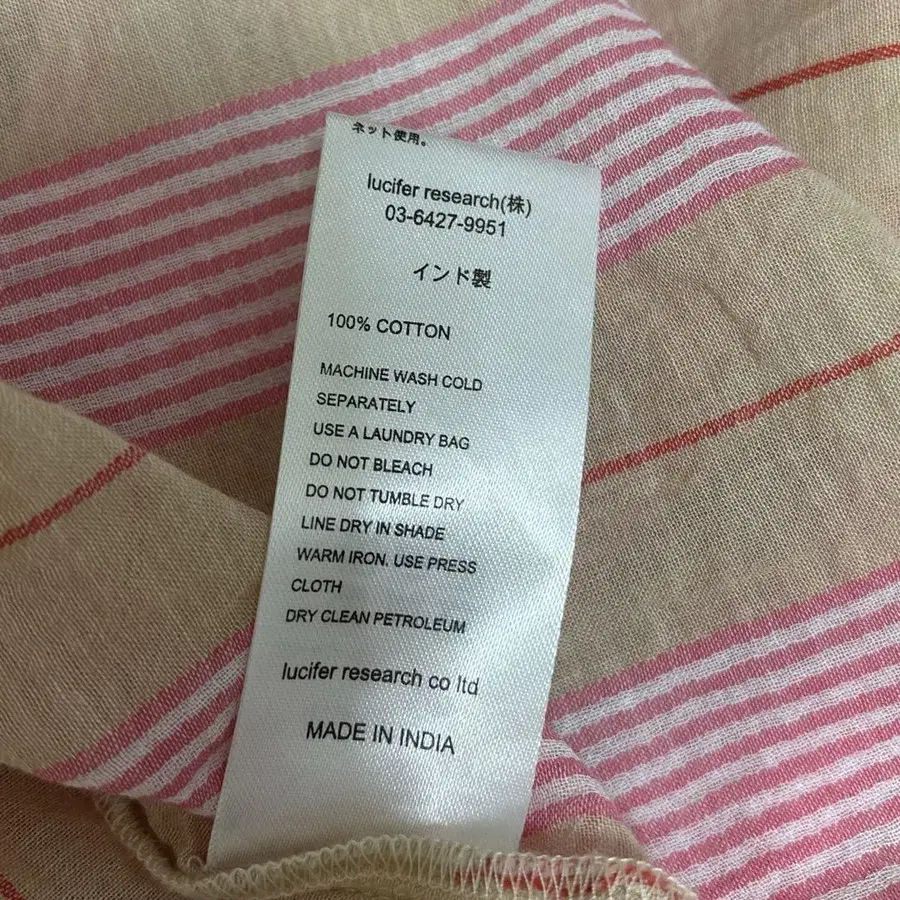 ネット使用。
lucifer research(株)
03-6427-9951
インド製
100% COTTON
MACHINE WASH COLD
SEPARATELY
USE A LAUNDRY BAG
DO NOT BLEACH
DO NOT TUMBLE DRY
LINE DRY IN SHADE
WARM IRON. USE PRESS
CLOTH
DRY CLEAN PETROLEUM
lucifer research co ltd
MADE IN INDIA